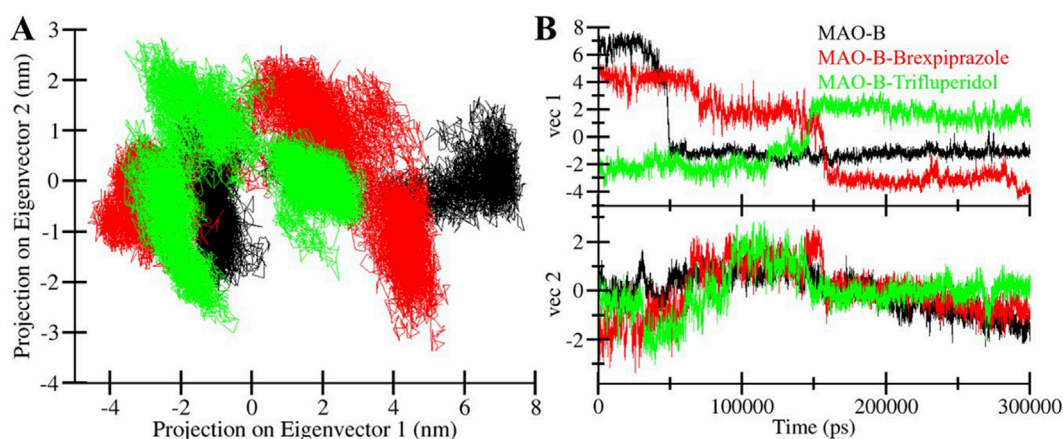 A
3
2
1
0
-1
-2
-3
-4
Projection on Eigenvector 2 (nm)
-4 -2 0 2 4 6 8
Projection on Eigenvector 1 (nm)
B
MAO-B
MAO-B-Brexpiprazole
MAO-B-Trifluperidol
8
6
4
2
0
-2
-4
vec 1
2
0
-2
vec 2
0 100000 200000 300000
Time (ps)